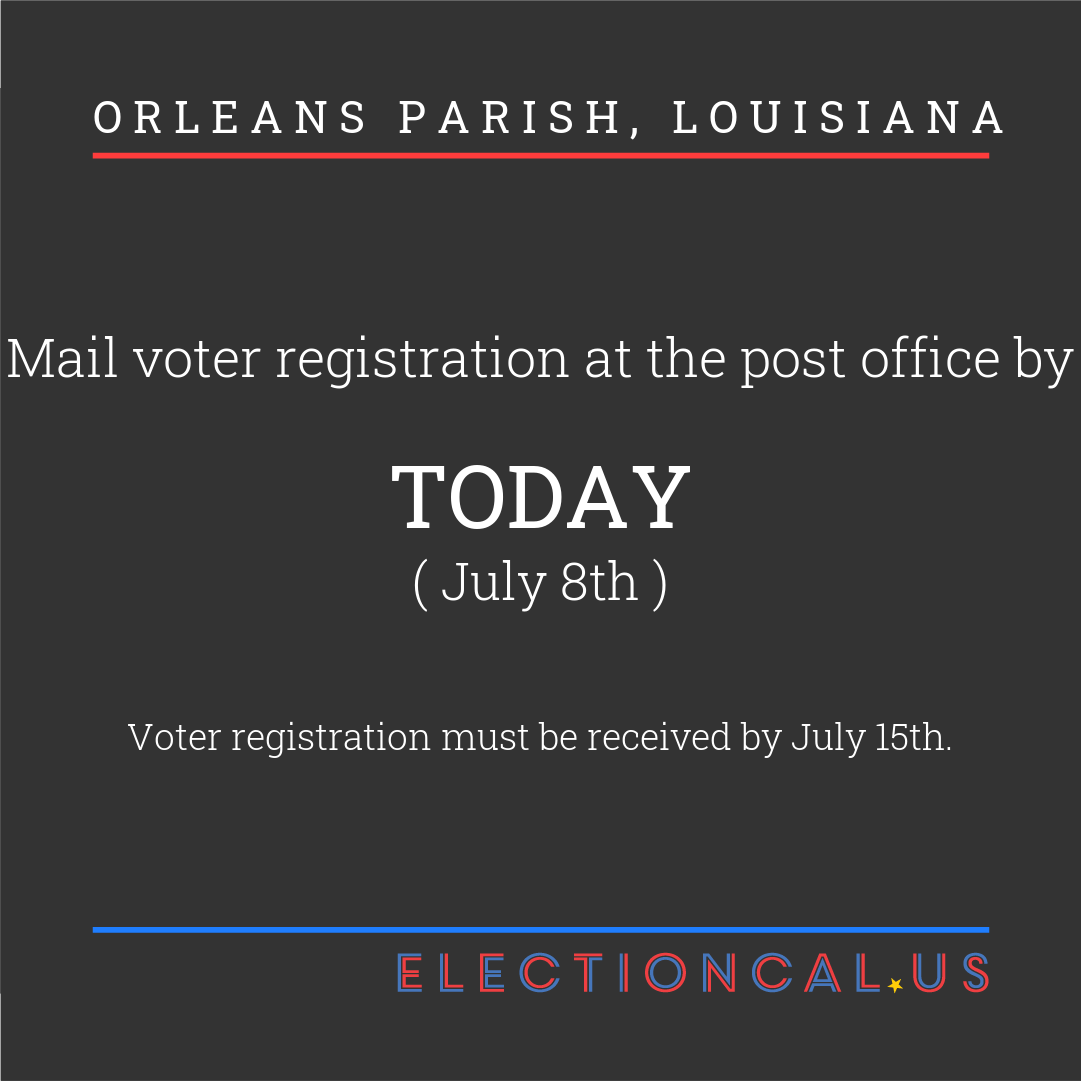 ORLEANS PARISH, LOUISIANA
Mail voter registration at the post office by
TODAY
( July 8th )
Voter registration must be received by July 15th.
ELECTIONCAL.US